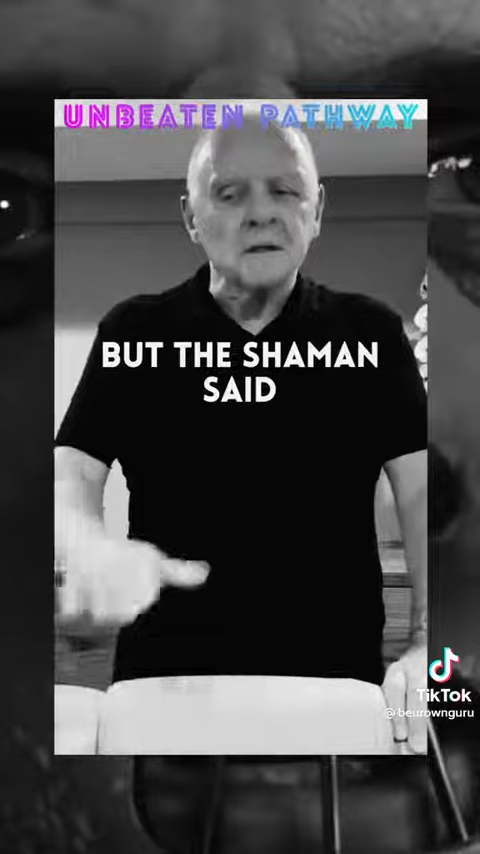 UNBEATEN PATHWAY
BUT THE SHAMAN
SAID
TikTok
@beurownguru